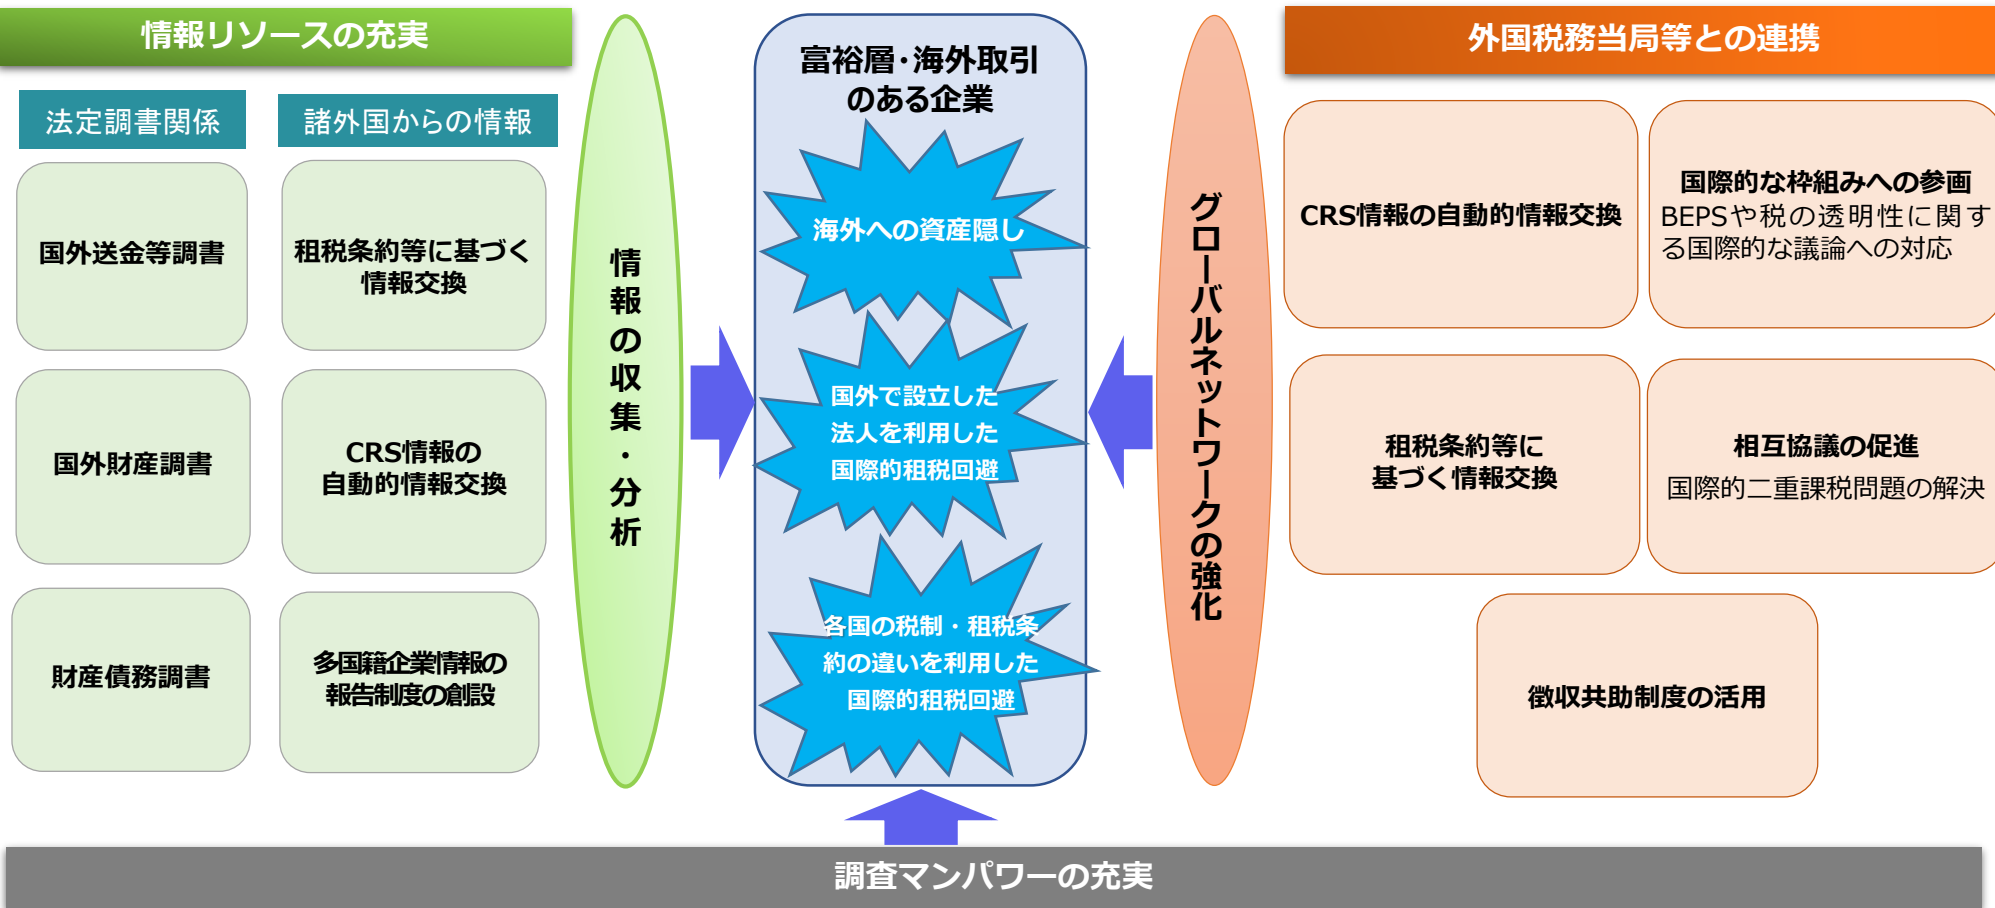 情報リソースの充実
法定調書関係
諸外国からの情報
国外送金等調書
租税条約等に基づく
情報交換
国外財産調書
CRS情報の
自動的情報交換
財産債務調書
多国籍企業情報の
報告制度の創設
情報の収集・分析
富裕層・海外取引
のある企業
海外への資産隠し
国外で設立した
法人を利用した
国際的租税回避
各国の税制・租税条
約の違いを利用した
国際的租税回避
グローバルネットワークの強化
外国税務当局等との連携
CRS情報の自動的情報交換
国際的な枠組みへの参画
BEPSや税の透明性に関す
る国際的な議論への対応
租税条約等に
基づく情報交換
相互協議の促進
国際的二重課税問題の解決
徴収共助制度の活用
調査マンパワーの充実